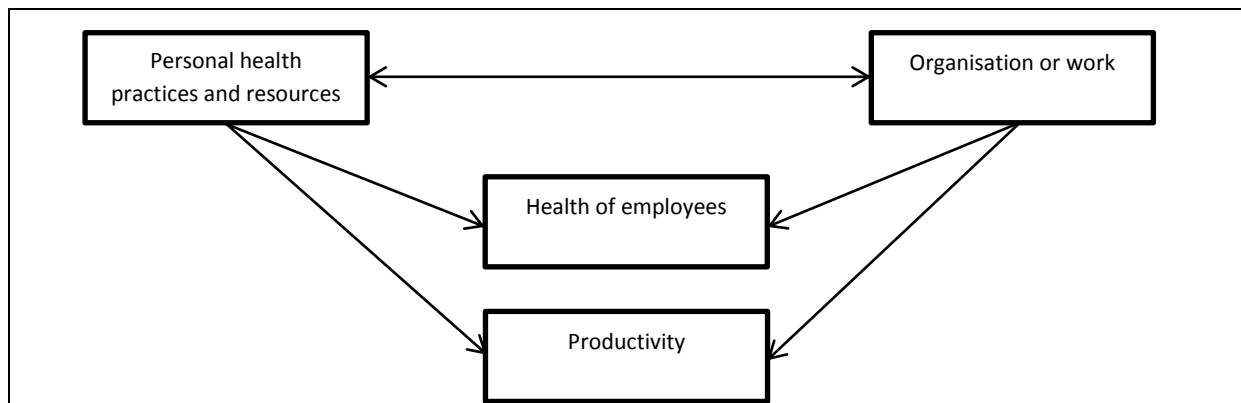 Personal health
practices and resources
Organisation or work
Health of employees
Productivity